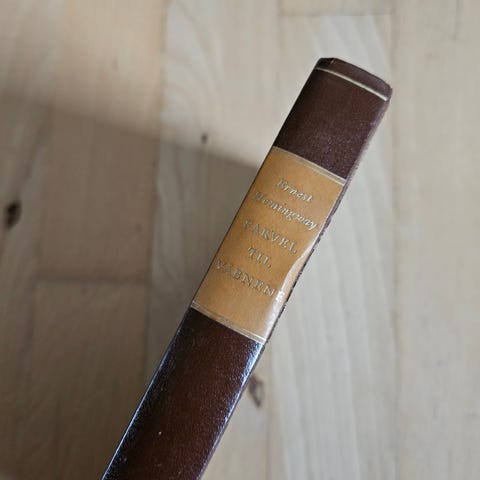 Ernest
Hemingway
FARVEL
TIL
VÅBNENE